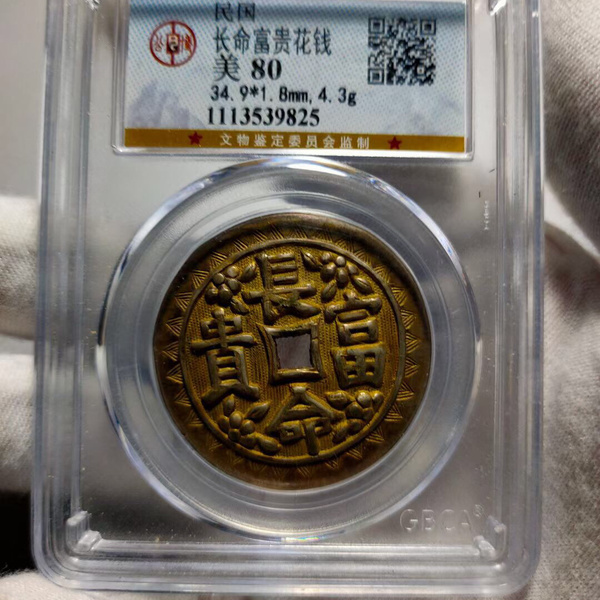 民国
长命富贵花钱
美 80
34.9*1.8mm,4.3g
1113539825
★ 文物鉴定委员会监制 ★
長命富貴
GBCA®